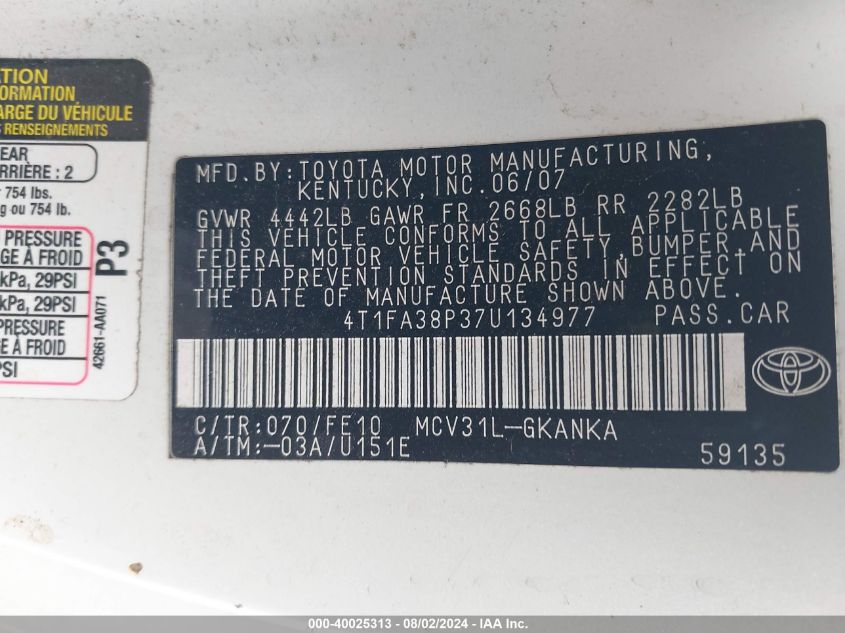 ATION
ORMATION
ARGE DU VÉHICULE
S RENSEIGNEMENTS
EAR
ARRIÈRE : 2
r 754 lbs.
g ou 754 lb.
PRESSURE
GE À FROID
kPa, 29PSI
kPa, 29PSI
PRESSURE
E À FROID
PSI
P3
42661-AA071
MFD.BY:TOYOTA MOTOR MANUFACTURING,
KENTUCKY,INC.06/07
GVWR 4442LB GAWR FR 2668LB RR 2282LB
THIS VEHICLE CONFORMS TO ALL APPLICABLE
FEDERAL MOTOR VEHICLE SAFETY,BUMPER,AND
THEFT PREVENTION STANDARDS IN EFFECT ON
THE DATE OF MANUFACTURE SHOWN ABOVE.
4T1FA38P37U134977 PASS.CAR
C/TR:070/FE10 MCV31L-GKANKA
A/TM:-03A/U151E
59135
000-40025313 - 08/02/2024 - IAA Inc.